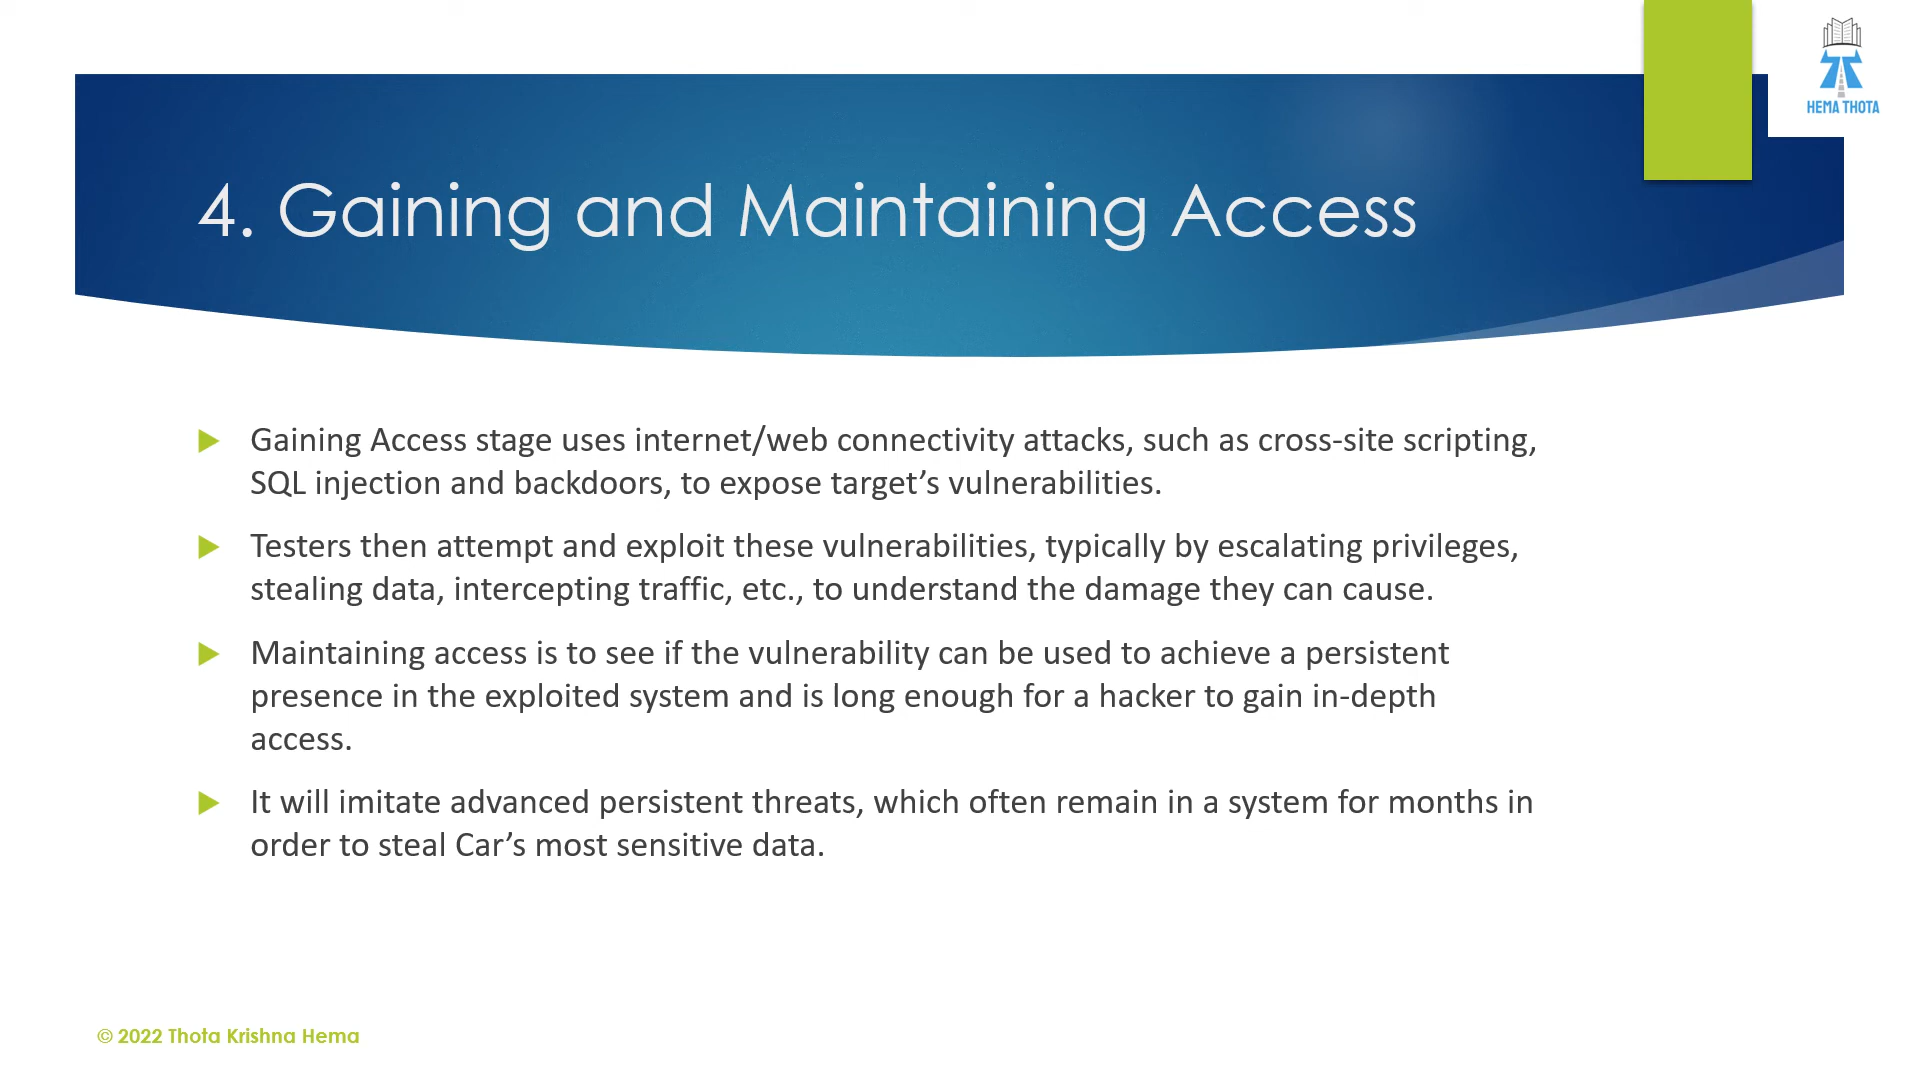 HEMA THOTA
4. Gaining and Maintaining Access
Gaining Access stage uses internet/web connectivity attacks, such as cross-site scripting,
SQL injection and backdoors, to expose target’s vulnerabilities.
Testers then attempt and exploit these vulnerabilities, typically by escalating privileges,
stealing data, intercepting traffic, etc., to understand the damage they can cause.
Maintaining access is to see if the vulnerability can be used to achieve a persistent
presence in the exploited system and is long enough for a hacker to gain in-depth
access.
It will imitate advanced persistent threats, which often remain in a system for months in
order to steal Car’s most sensitive data.
© 2022 Thota Krishna Hema